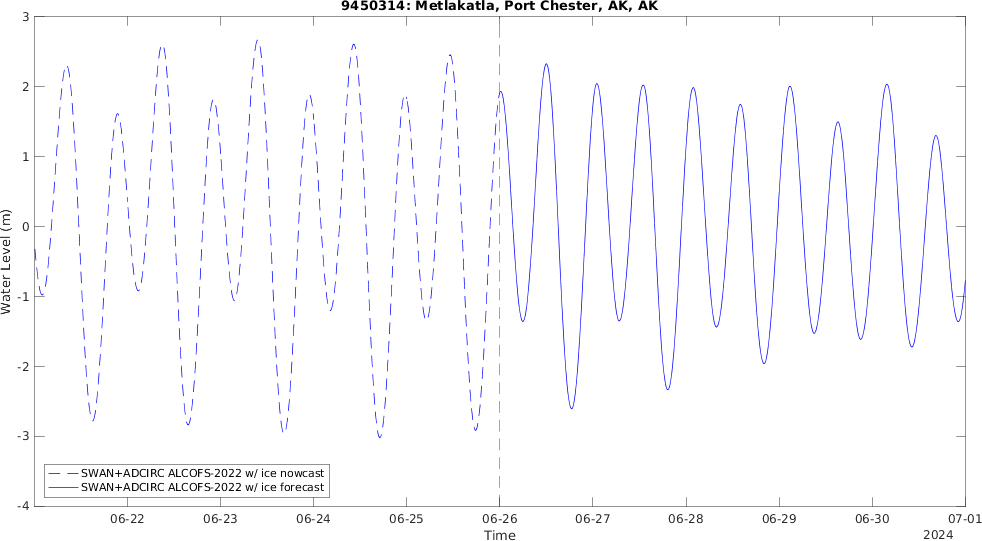 9450314: Metlakatla, Port Chester, AK, AK
3
2
1
0
-1
-2
-3
-4
Water Level (m)
SWAN+ADCIRC ALCOFS-2022 w/ ice nowcast
SWAN+ADCIRC ALCOFS-2022 w/ ice forecast
06-22 06-23 06-24 06-25 06-26 06-27 06-28 06-29 06-30 07-01
Time
2024